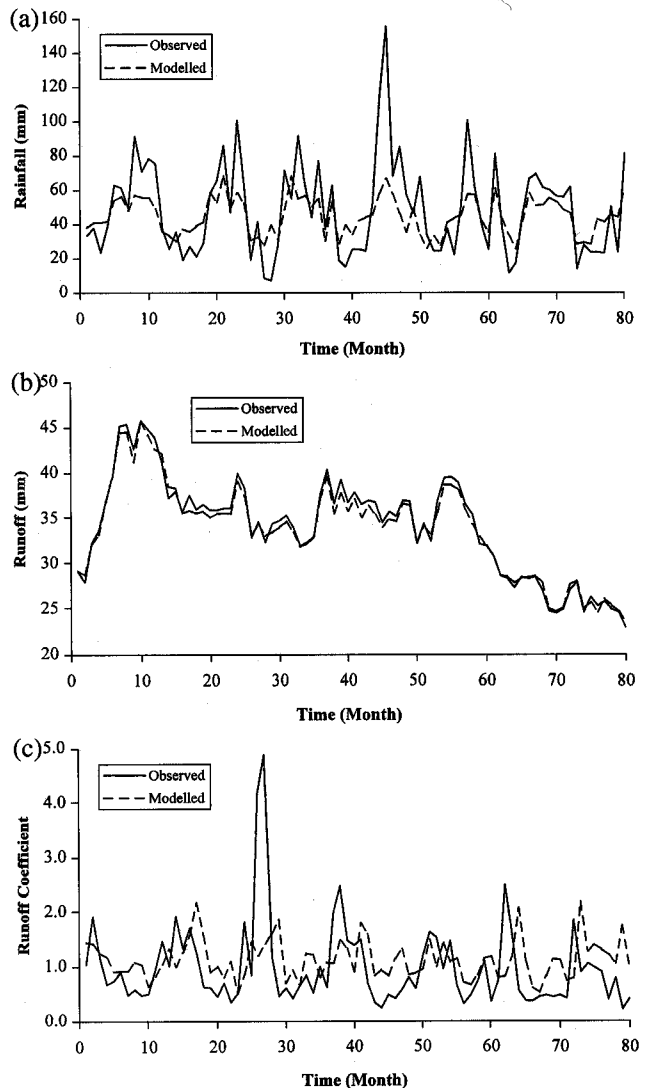 (a)
160
140
120
100
80
60
40
20
0
Rainfall (mm)
Observed
Modelled
0 10 20 30 40 50 60 70 80
Time (Month)
(b)
50
45
40
35
30
25
20
Runoff (mm)
Observed
Modelled
0 10 20 30 40 50 60 70 80
Time (Month)
(c)
5.0
4.0
3.0
2.0
1.0
0.0
Runoff Coefficient
Observed
Modelled
0 10 20 30 40 50 60 70 80
Time (Month)